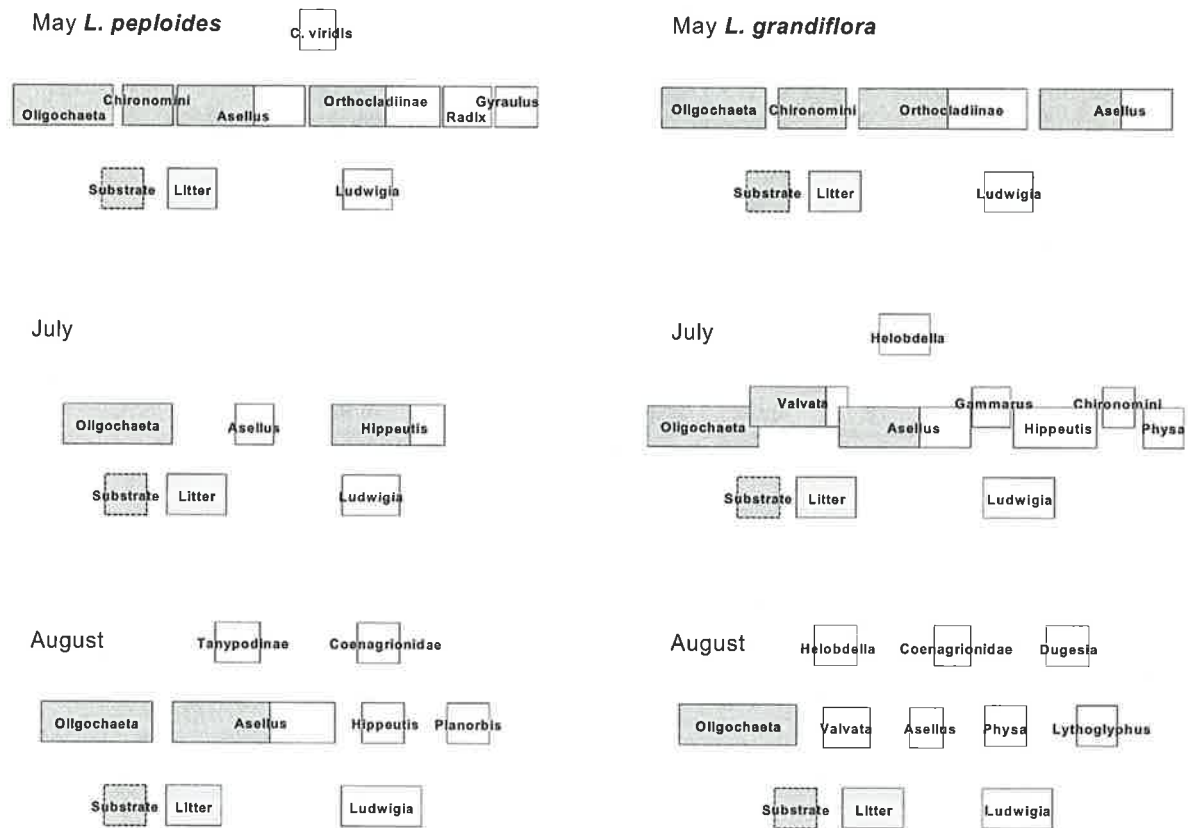 May L. peploides
C. viridis
Oligochaeta Chironomini Asellus Orthocladiinae Radix Gyraulus
Substrate Litter Ludwigia
May L. grandiflora
Oligochaeta Chironomini Orthocladiinae Asellus
Substrate Litter Ludwigia
July
Oligochaeta Asellus Hippeutis
Substrate Litter Ludwigia
July
Helobdella
Oligochaeta Valvata Asellus Gammarus Hippeutis Chironomini Physa
Substrate Litter Ludwigia
August
Tanypodinae Coenagrionidae
Oligochaeta Asellus Hippeutis Planorbis
Substrate Litter Ludwigia
August
Helobdella Coenagrionidae Dugesia
Oligochaeta Valvata Asellus Physa Lythoglyphus
Substrate Litter Ludwigia